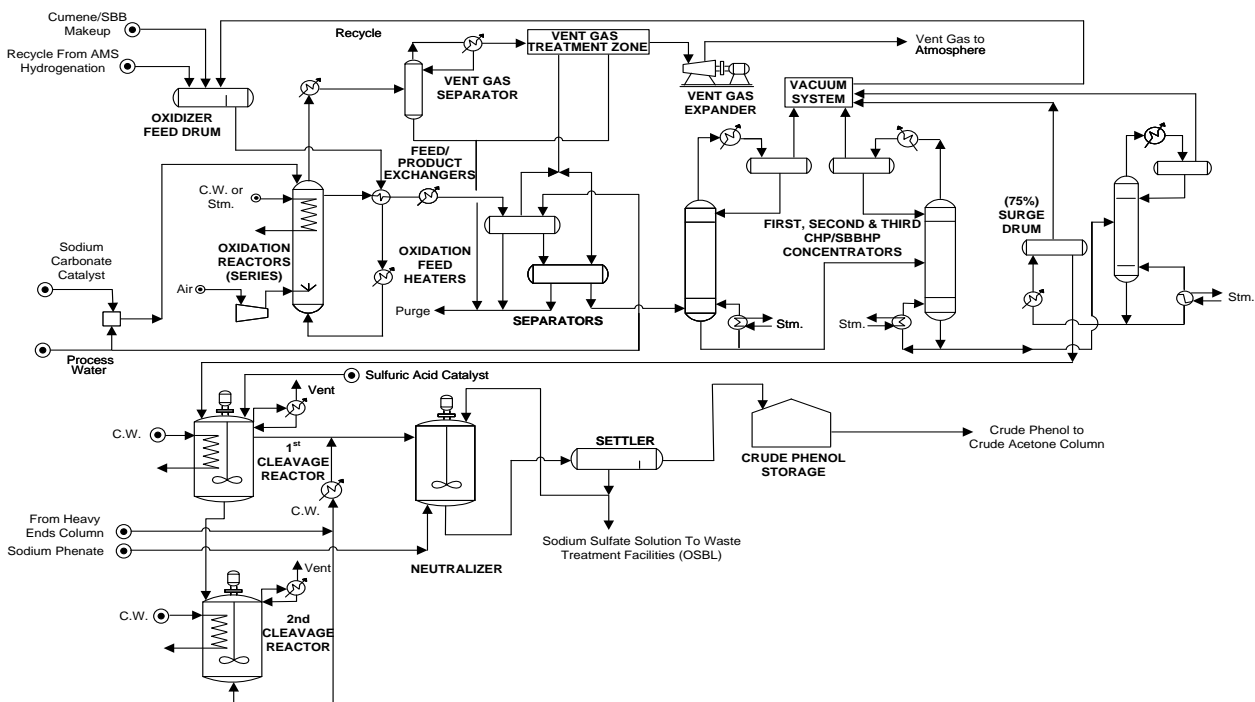 Cumene/SBB
Makeup
Recycle From AMS
Hydrogenation
OXIDIZER
FEED DRUM
Recycle
VENT GAS
SEPARATOR
VENT GAS
TREATMENT ZONE
VENT GAS
EXPANDER
Vent Gas to
Atmosphere
VACUUM
SYSTEM
FEED/
PRODUCT
EXCHANGERS
C.W. or
Stm.
OXIDATION
REACTORS
(SERIES)
Air
OXIDATION
FEED
HEATERS
Sodium
Carbonate
Catalyst
Process
Water
Purge
SEPARATORS
Stm.
FIRST, SECOND & THIRD
CHP/SBBHP
CONCENTRATORS
Stm.
(75%)
SURGE
DRUM
Stm.
Sulfuric Acid Catalyst
Vent
C.W.
1st
CLEAVAGE
REACTOR
C.W.
SETTLER
CRUDE PHENOL
STORAGE
Crude Phenol to
Crude Acetone Column
From Heavy
Ends Column
Sodium Phenate
NEUTRALIZER
Sodium Sulfate Solution To Waste
Treatment Facilities (OSBL)
Vent
C.W.
2nd
CLEAVAGE
REACTOR